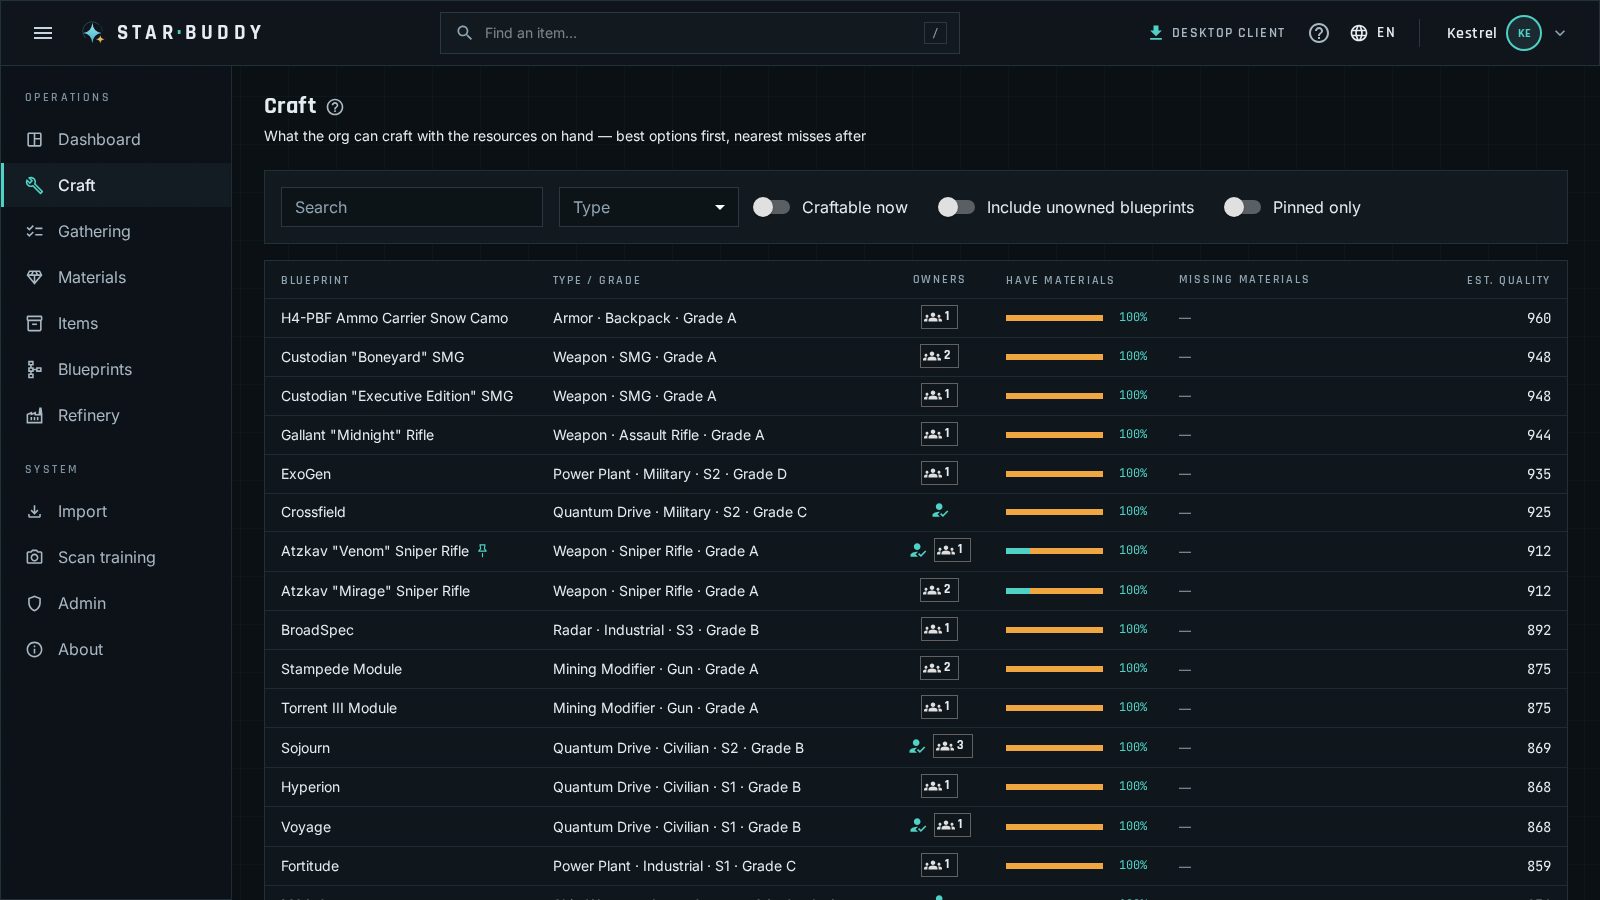 STAR·BUDDY
Find an item...
/
DESKTOP CLIENT
EN
Kestrel
KE
OPERATIONS
Dashboard
Craft
Gathering
Materials
Items
Blueprints
Refinery
SYSTEM
Import
Scan training
Admin
About
Craft
What the org can craft with the resources on hand — best options first, nearest misses after
Search
Type
Craftable now
Include unowned blueprints
Pinned only
BLUEPRINT TYPE / GRADE OWNERS HAVE MATERIALS MISSING MATERIALS EST. QUALITY
H4-PBF Ammo Carrier Snow Camo Armor · Backpack · Grade A 1 100% — 960
Custodian "Boneyard" SMG Weapon · SMG · Grade A 2 100% — 948
Custodian "Executive Edition" SMG Weapon · SMG · Grade A 1 100% — 948
Gallant "Midnight" Rifle Weapon · Assault Rifle · Grade A 1 100% — 944
ExoGen Power Plant · Military · S2 · Grade D 1 100% — 935
Crossfield Quantum Drive · Military · S2 · Grade C 100% — 925
Atzkav "Venom" Sniper Rifle Weapon · Sniper Rifle · Grade A 1 100% — 912
Atzkav "Mirage" Sniper Rifle Weapon · Sniper Rifle · Grade A 2 100% — 912
BroadSpec Radar · Industrial · S3 · Grade B 1 100% — 892
Stampede Module Mining Modifier · Gun · Grade A 2 100% — 875
Torrent III Module Mining Modifier · Gun · Grade A 1 100% — 875
Sojourn Quantum Drive · Civilian · S2 · Grade B 3 100% — 869
Hyperion Quantum Drive · Civilian · S1 · Grade B 1 100% — 868
Voyage Quantum Drive · Civilian · S1 · Grade B 1 100% — 868
Fortitude Power Plant · Industrial · S1 · Grade C 1 100% — 859